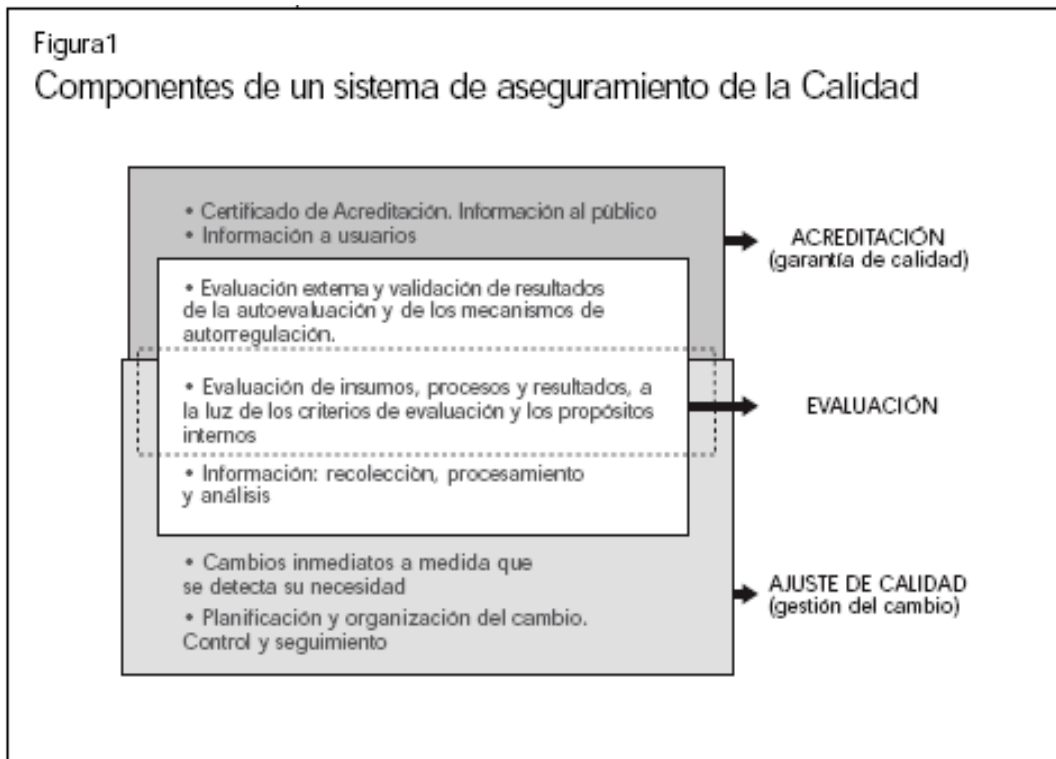 Figura1
Componentes de un sistema de aseguramiento de la Calidad
• Certificado de Acreditación. Información al público
• Información a usuarios
ACREDITACIÓN
(garantía de calidad)
• Evaluación externa y validación de resultados
de la autoevaluación y de los mecanismos de
autorregulación.
• Evaluación de insumos, procesos y resultados, a
la luz de los criterios de evaluación y los propósitos
internos
EVALUACIÓN
• Información: recolección, procesamiento
y análisis
• Cambios inmediatos a medida que
se detecta su necesidad
• Planificación y organización del cambio.
Control y seguimiento
AJUSTE DE CALIDAD
(gestión del cambio)